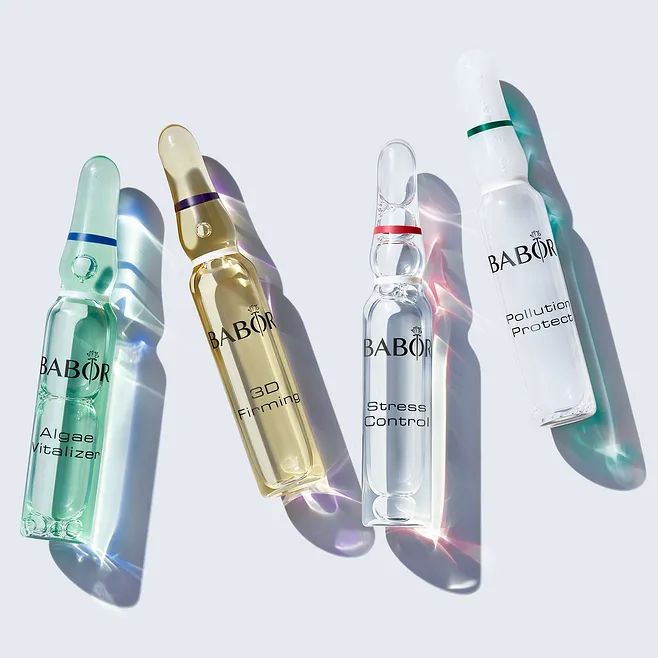 BABOR
Algae
Vitalizer
BABOR
3D
Firming
BABOR
Stress
Control
BABOR
Pollution
Protect